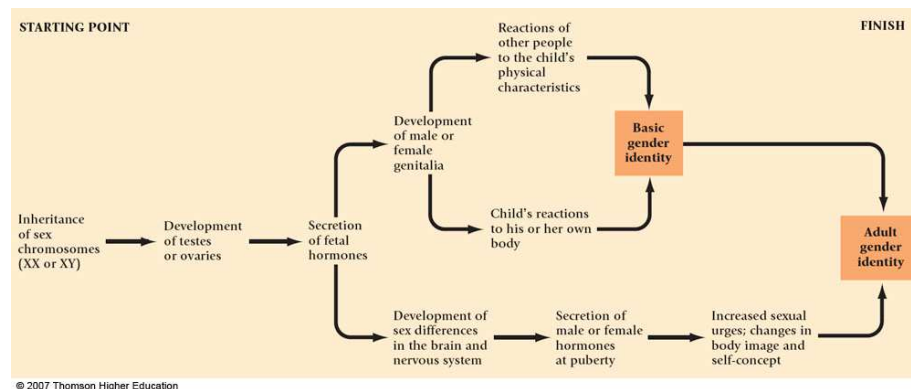 STARTING POINT
FINISH
Reactions of
other people
to the child's
physical
characteristics
Development
of male or
female
genitalia
Basic
gender
identity
Child's reactions
to his or her own
body
Inheritance
of sex
chromosomes
(XX or XY)
Development
of testes
or ovaries
Secretion
of fetal
hormones
Adult
gender
identity
Development of
sex differences
in the brain and
nervous system
Secretion of
male or female
hormones
at puberty
Increased sexual
urges; changes in
body image and
self-concept
© 2007 Thomson Higher Education